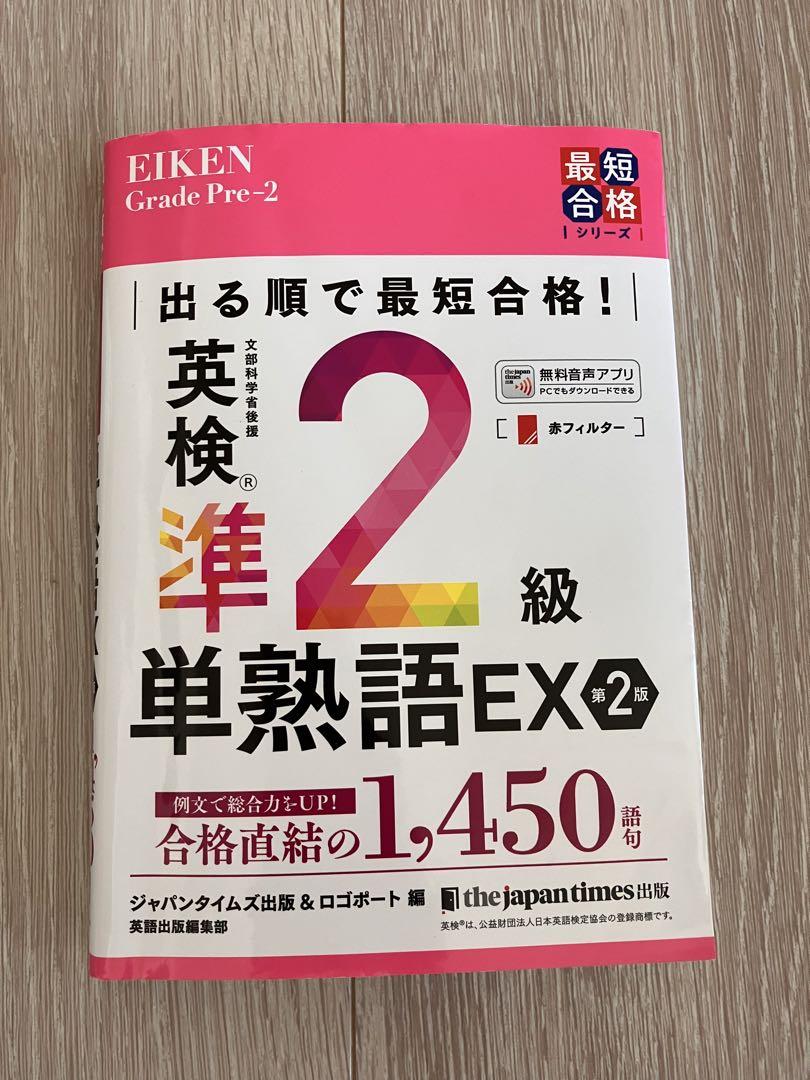 EIKEN
Grade Pre-2
最短
合格
シリーズ
出る順で最短合格!
英検®
文部科学省後援
準2級
the japan times 出版
無料音声アプリ
PCでもダウンロードできる
赤フィルター
単熟語EX 第2版
例文で総合力をUP!
合格直結の1,450語句
ジャパンタイムズ出版 & ロゴポート 編
英語出版編集部
the japan times 出版
英検®は、公益財団法人日本英語検定協会の登録商標です。